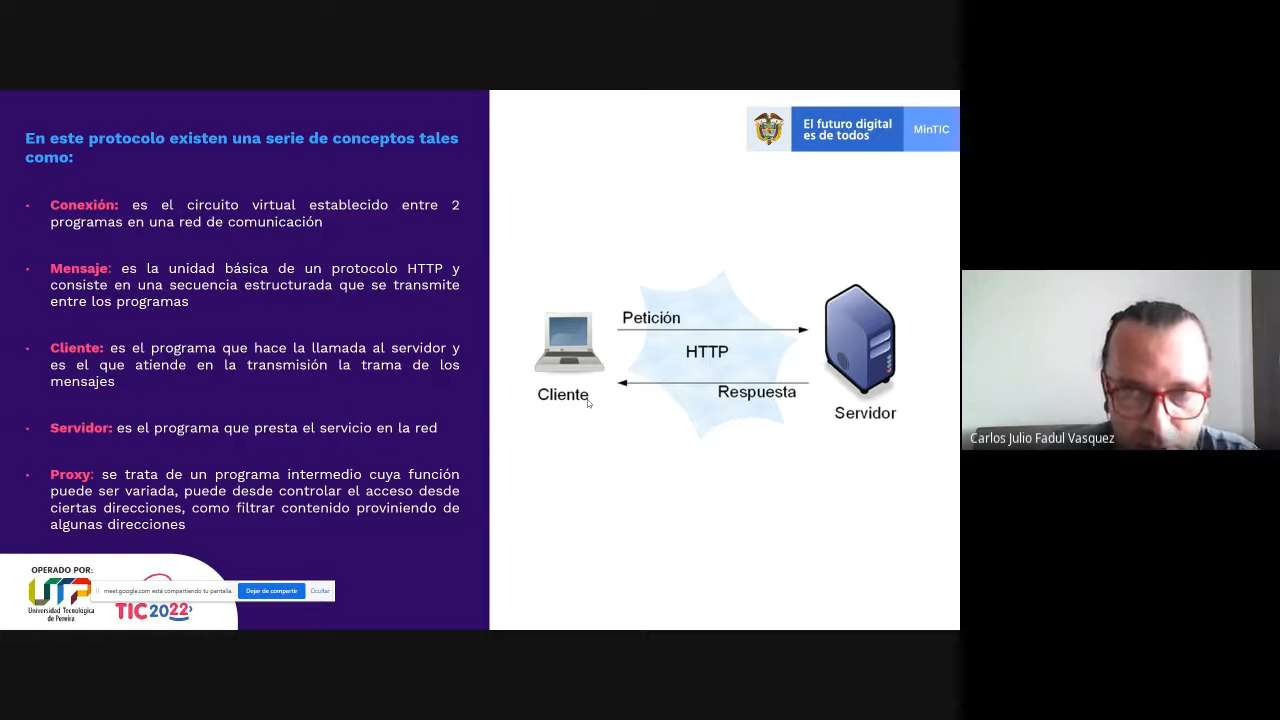 En este protocolo existen una serie de conceptos tales
como:
• Conexión: es el circuito virtual establecido entre 2
programas en una red de comunicación
• Mensaje: es la unidad básica de un protocolo HTTP y
consiste en una secuencia estructurada que se transmite
entre los programas
• Cliente: es el programa que hace la llamada al servidor y
es el que atiende en la transmisión la trama de los
mensajes
• Servidor: es el programa que presta el servicio en la red
• Proxy: se trata de un programa intermedio cuya función
puede ser variada, puede desde controlar el acceso desde
ciertas direcciones, como filtrar contenido proviniendo de
algunas direcciones
OPERADO POR:
UTP
Universidad Tecnológica
de Pereira
TIC 2022
meet.google.com está compartiendo tu pantalla.
Dejar de compartir
Ocultar
El futuro digital
es de todos
MinTIC
Petición
HTTP
Respuesta
Cliente
Servidor
Carlos Julio Fadul Vasquez